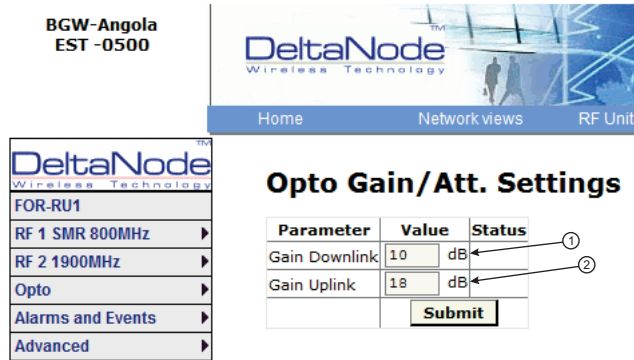 BGW-Angola
EST -0500
DeltaNode TM
Wireless Technology
Home Network views RF Unit
DeltaNode TM
Wireless Technology
FOR-RU1
RF 1 SMR 800MHz
RF 2 1900MHz
Opto
Alarms and Events
Advanced
Opto Gain/Att. Settings
Parameter Value Status
Gain Downlink 10 dB 1
Gain Uplink 18 dB 2
Submit